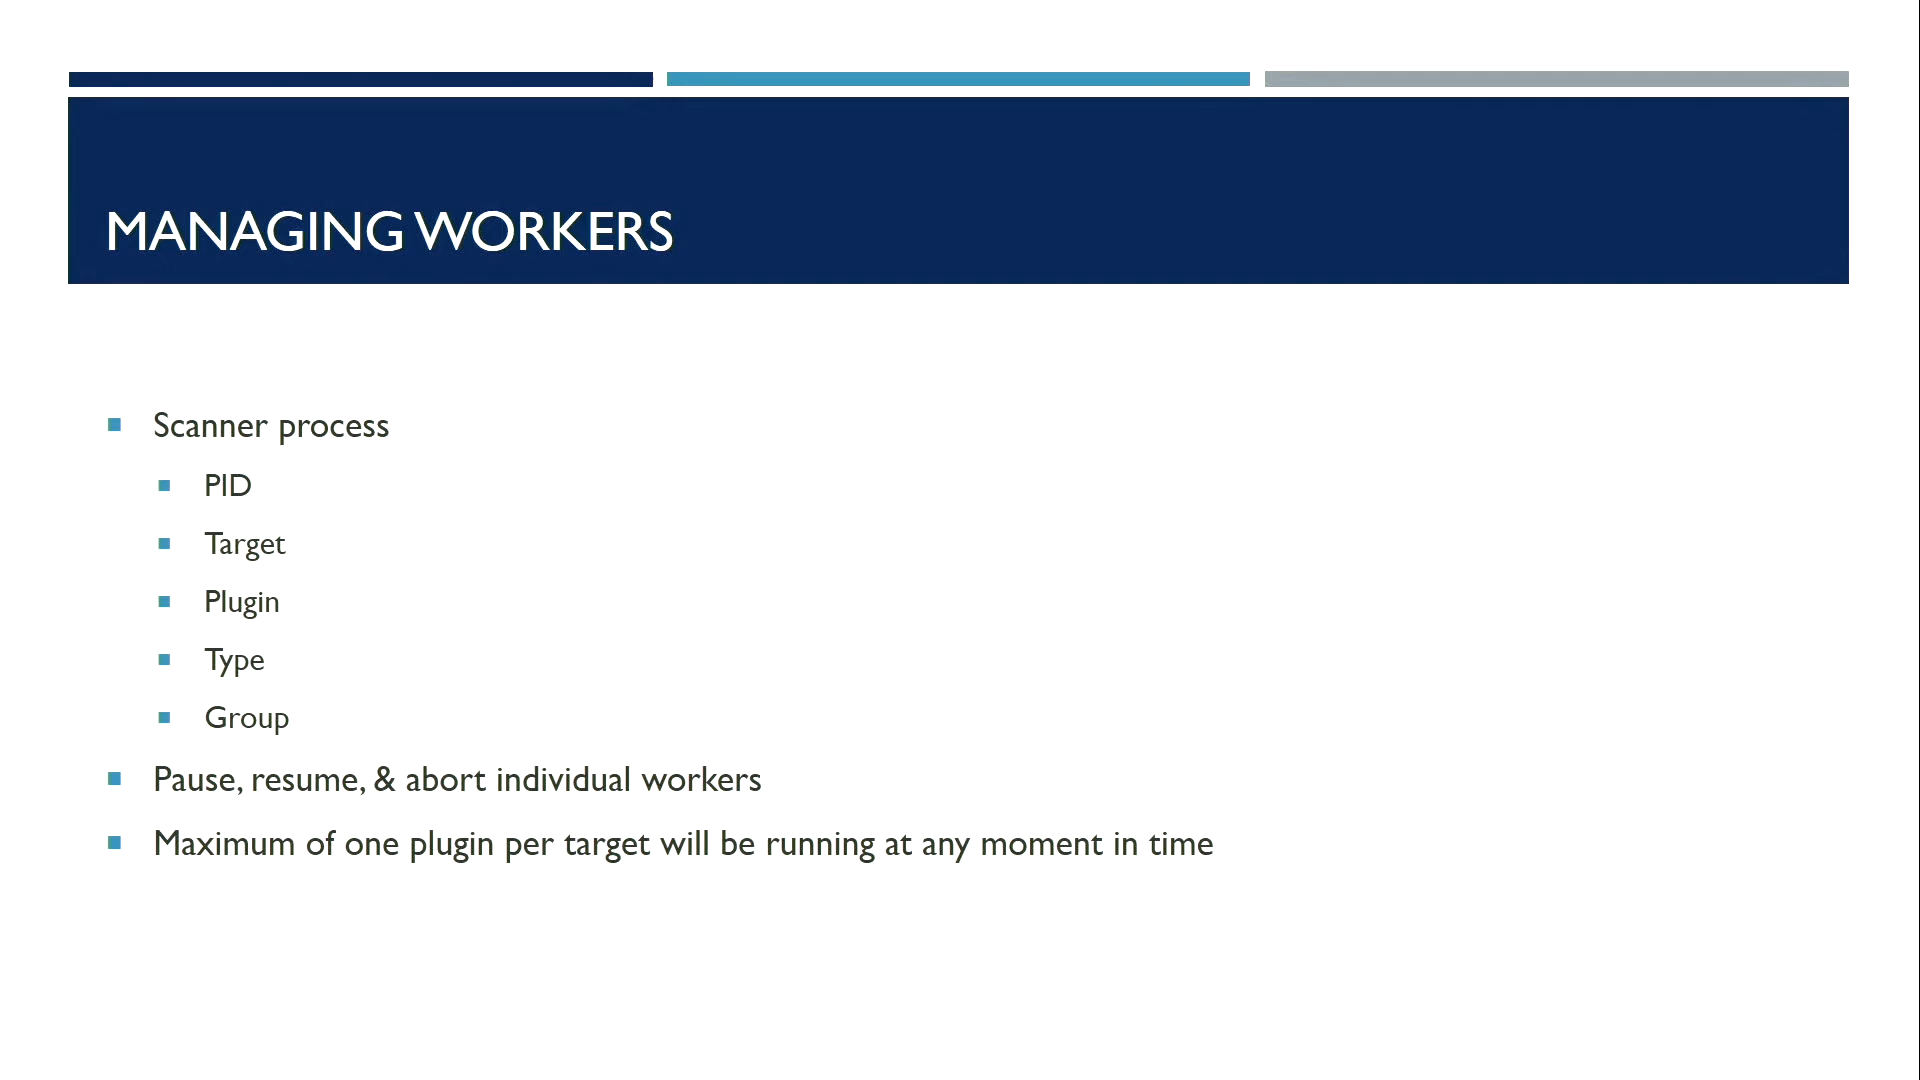 MANAGING WORKERS
Scanner process
PID
Target
Plugin
Type
Group
Pause, resume, & abort individual workers
Maximum of one plugin per target will be running at any moment in time